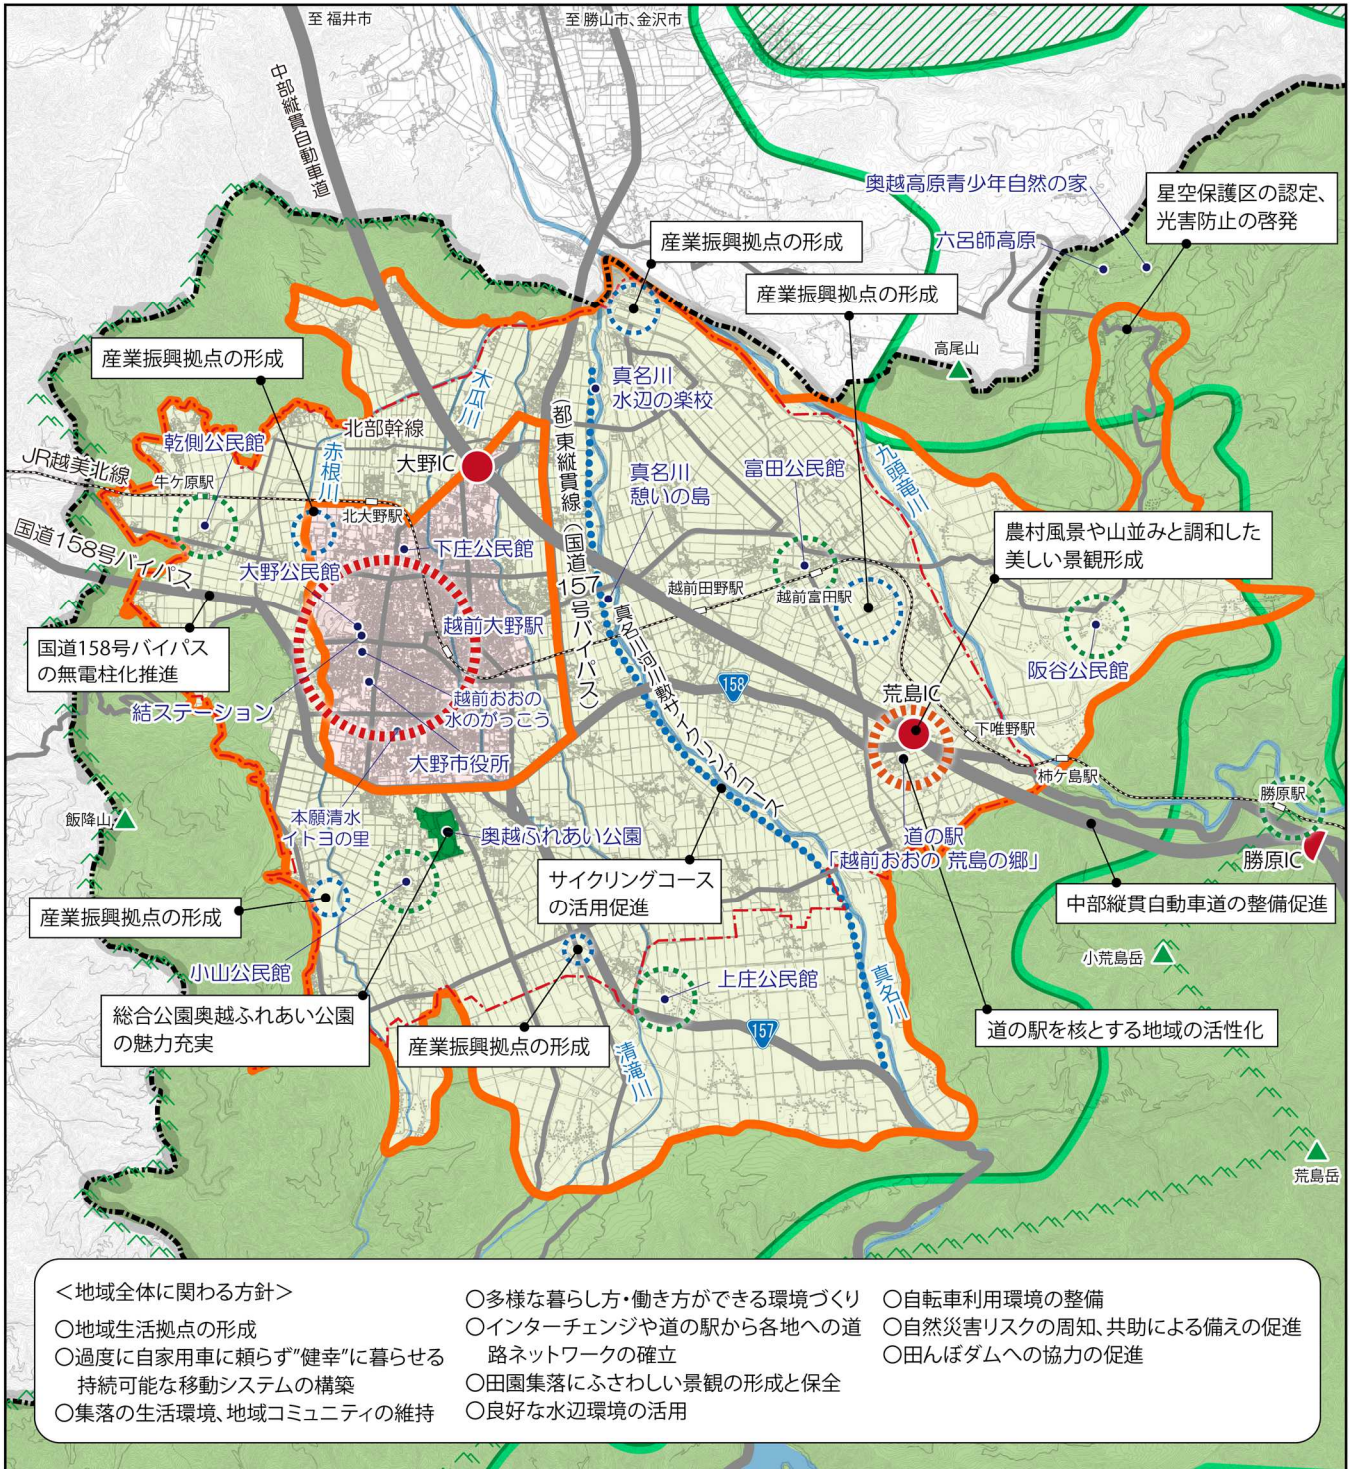 至 福井市
至 勝山市、金沢市
中部縦貫自動車道
奥越高原青少年自然の家
星空保護区の認定、
光害防止の啓発
六呂師高原
産業振興拠点の形成
産業振興拠点の形成
高尾山
産業振興拠点の形成
木瓜川
真名川
水辺の楽校
北部幹線
(都)東縦貫線(国道157号バイパス)
乾側公民館
赤根川
大野IC
富田公民館
九頭竜川
JR越美北線
牛ケ原駅
真名川
憩いの島
北大野駅
農村風景や山並みと調和した
美しい景観形成
国道158号バイパス
下庄公民館
大野公民館
越前田野駅
越前富田駅
越前大野駅
真名川河川敷サイクリングコース
国道158号バイパス
の無電柱化推進
阪谷公民館
158
荒島IC
結ステーション
越前おおの
水のがっこう
下唯野駅
大野市役所
柿ケ島駅
勝原駅
飯降山
本願清水
イトヨの里
奥越ふれあい公園
道の駅
「越前おおの 荒島の郷」
勝原IC
サイクリングコース
の活用促進
産業振興拠点の形成
中部縦貫自動車道の整備促進
小荒島岳
小山公民館
上庄公民館
真名川
総合公園奥越ふれあい公園
の魅力充実
産業振興拠点の形成
157
道の駅を核とする地域の活性化
清滝川
荒島岳
＜地域全体に関わる方針＞
○地域生活拠点の形成
○過度に自家用車に頼らず"健幸"に暮らせる
持続可能な移動システムの構築
○集落の生活環境、地域コミュニティの維持
○多様な暮らし方・働き方ができる環境づくり
○インターチェンジや道の駅から各地への道
路ネットワークの確立
○田園集落にふさわしい景観の形成と保全
○良好な水辺環境の活用
○自転車利用環境の整備
○自然災害リスクの周知、共助による備えの促進
○田んぼダムへの協力の促進